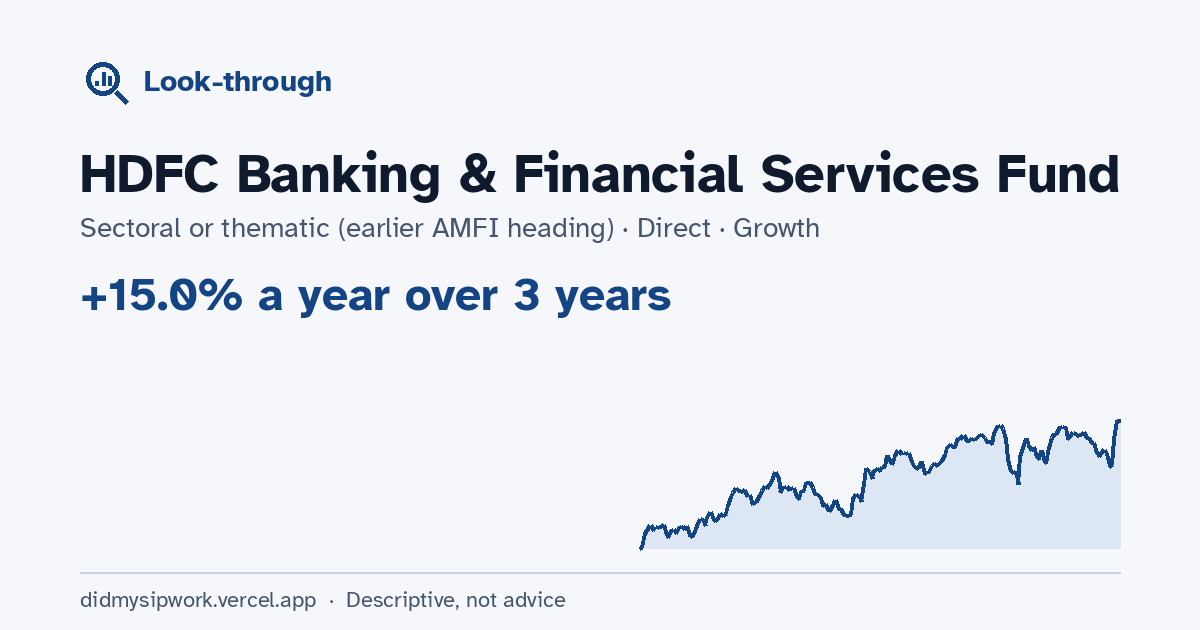 Look-through
HDFC Banking & Financial Services Fund
Sectoral or thematic (earlier AMFI heading) · Direct · Growth
+15.0% a year over 3 years
didmysipwork.vercel.app · Descriptive, not advice